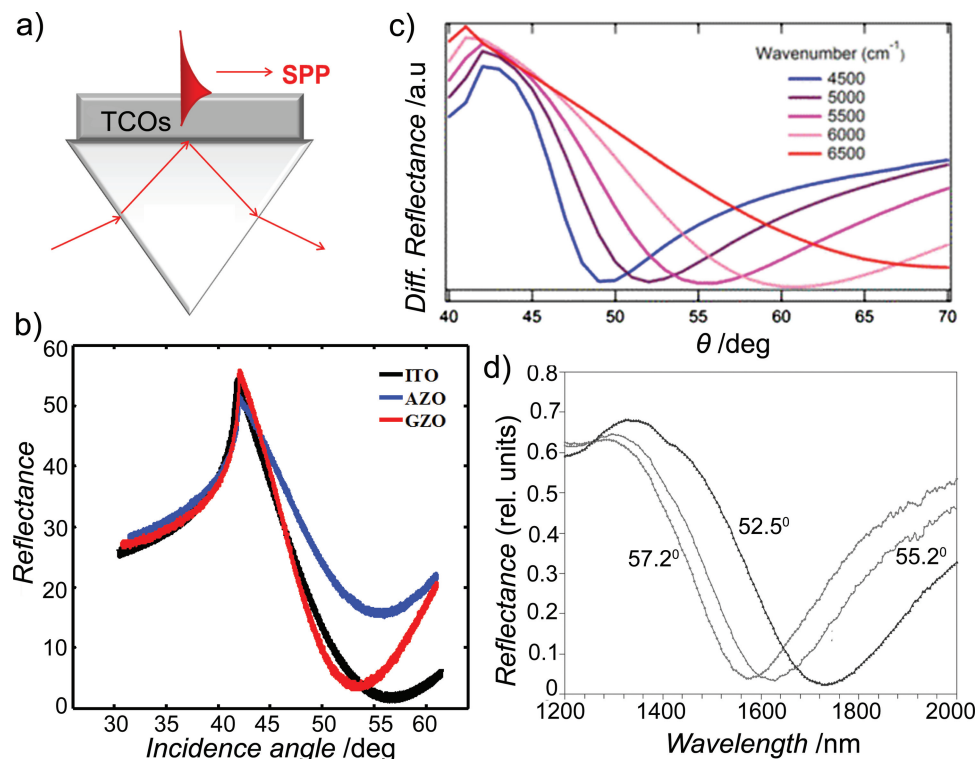 a)
SPP
TCOs
b)
60
50
40
30
20
10
0
Reflectance
ITO
AZO
GZO
30 35 40 45 50 55 60
Incidence angle /deg
c)
Diff. Reflectance /a.u
Wavenumber (cm⁻¹)
4500
5000
5500
6000
6500
40 45 50 55 60 65 70
θ /deg
d)
0.8
0.7
0.6
0.5
0.4
0.3
0.2
0.1
0
Reflectance (rel. units)
57.2⁰
52.5⁰
55.2⁰
1200 1400 1600 1800 2000
Wavelength /nm